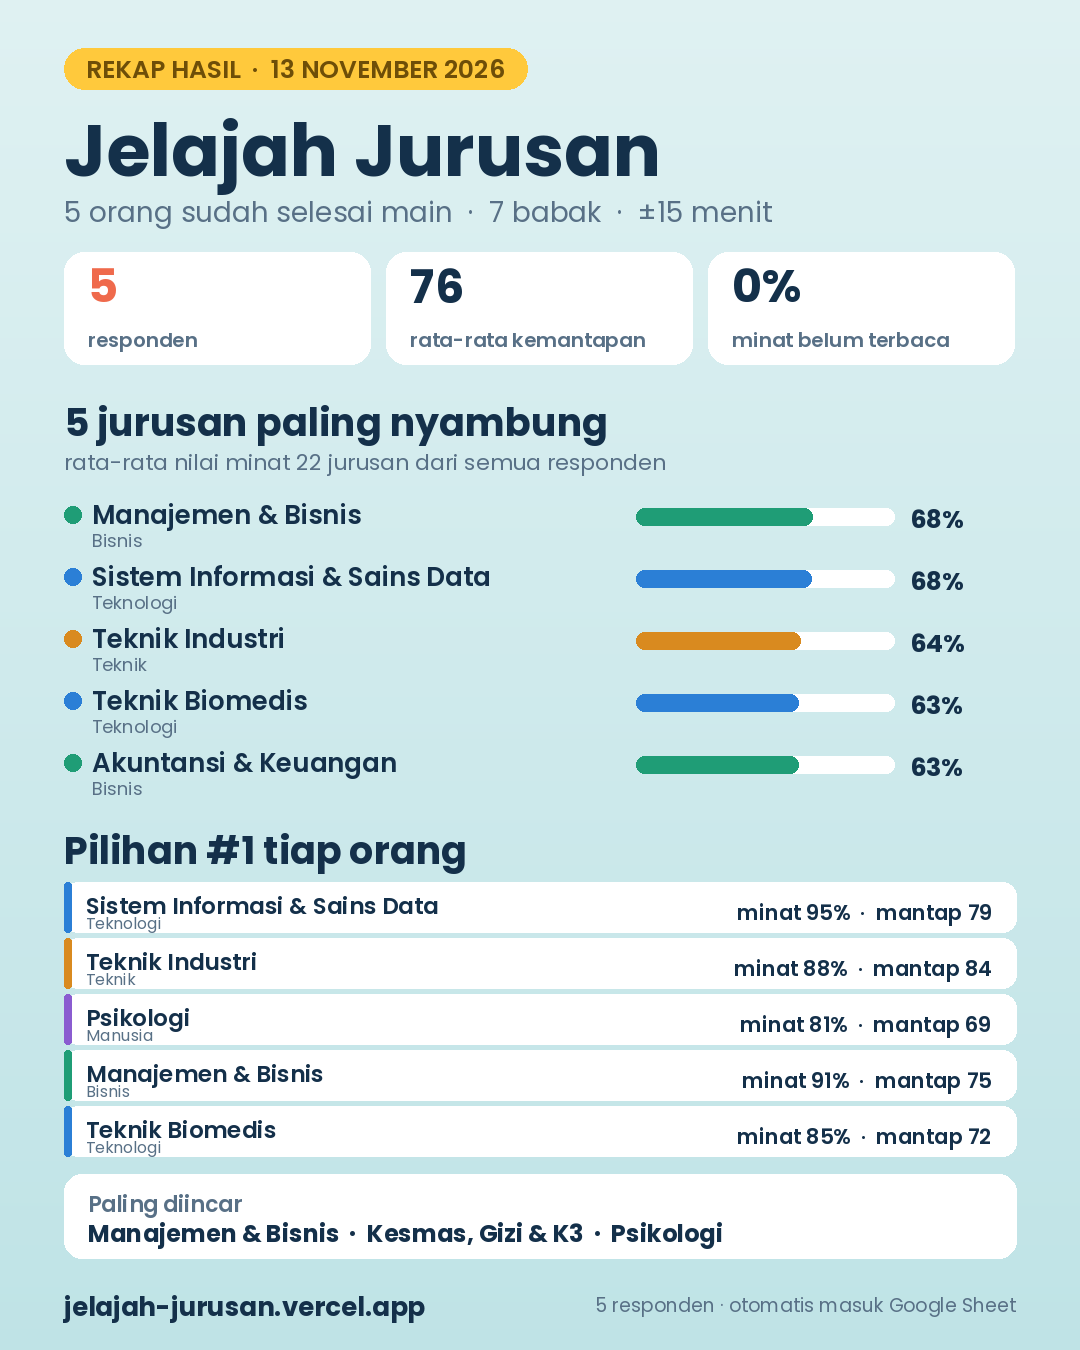 REKAP HASIL · 13 NOVEMBER 2026
Jelajah Jurusan
5 orang sudah selesai main · 7 babak · ±15 menit
5
responden
76
rata-rata kemantapan
0%
minat belum terbaca
5 jurusan paling nyambung
rata-rata nilai minat 22 jurusan dari semua responden
Manajemen & Bisnis 68%
Bisnis
Sistem Informasi & Sains Data 68%
Teknologi
Teknik Industri 64%
Teknik
Teknik Biomedis 63%
Teknologi
Akuntansi & Keuangan 63%
Bisnis
Pilihan #1 tiap orang
Sistem Informasi & Sains Data minat 95% · mantap 79
Teknologi
Teknik Industri minat 88% · mantap 84
Teknik
Psikologi minat 81% · mantap 69
Manusia
Manajemen & Bisnis minat 91% · mantap 75
Bisnis
Teknik Biomedis minat 85% · mantap 72
Teknologi
Paling diincar
Manajemen & Bisnis · Kesmas, Gizi & K3 · Psikologi
jelajah-jurusan.vercel.app 5 responden · otomatis masuk Google Sheet